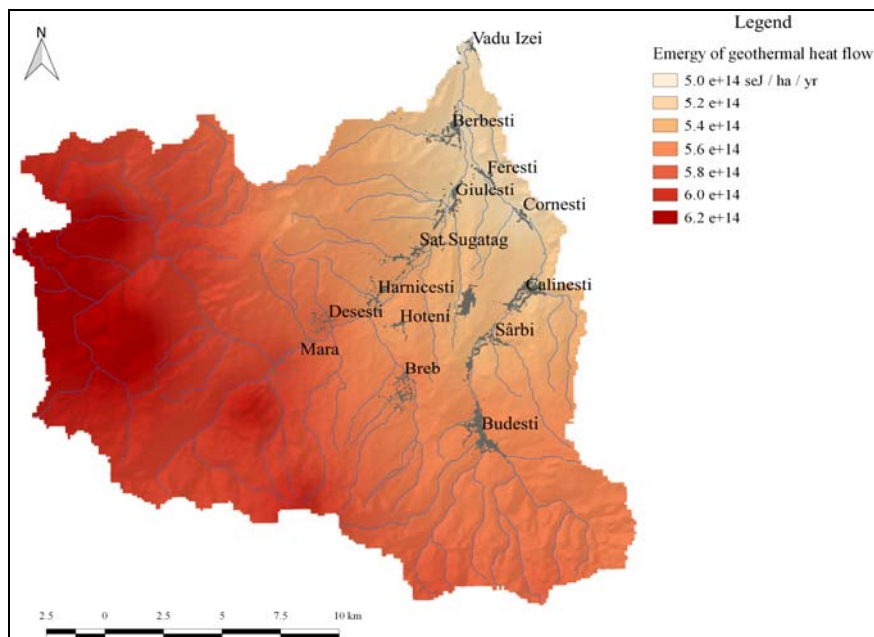 N
Vadu Izei
Berbesti
Feresti
Giulesti
Cornesti
Sat Sugatag
Harnicesti
Calinesti
Desesti
Hoteni
Sârbi
Mara
Breb
Budesti
Legend
Emergy of geothermal heat flow
5.0 e+14 seJ / ha / yr
5.2 e+14
5.4 e+14
5.6 e+14
5.8 e+14
6.0 e+14
6.2 e+14
2.5 0 2.5 5 7.5 10 km